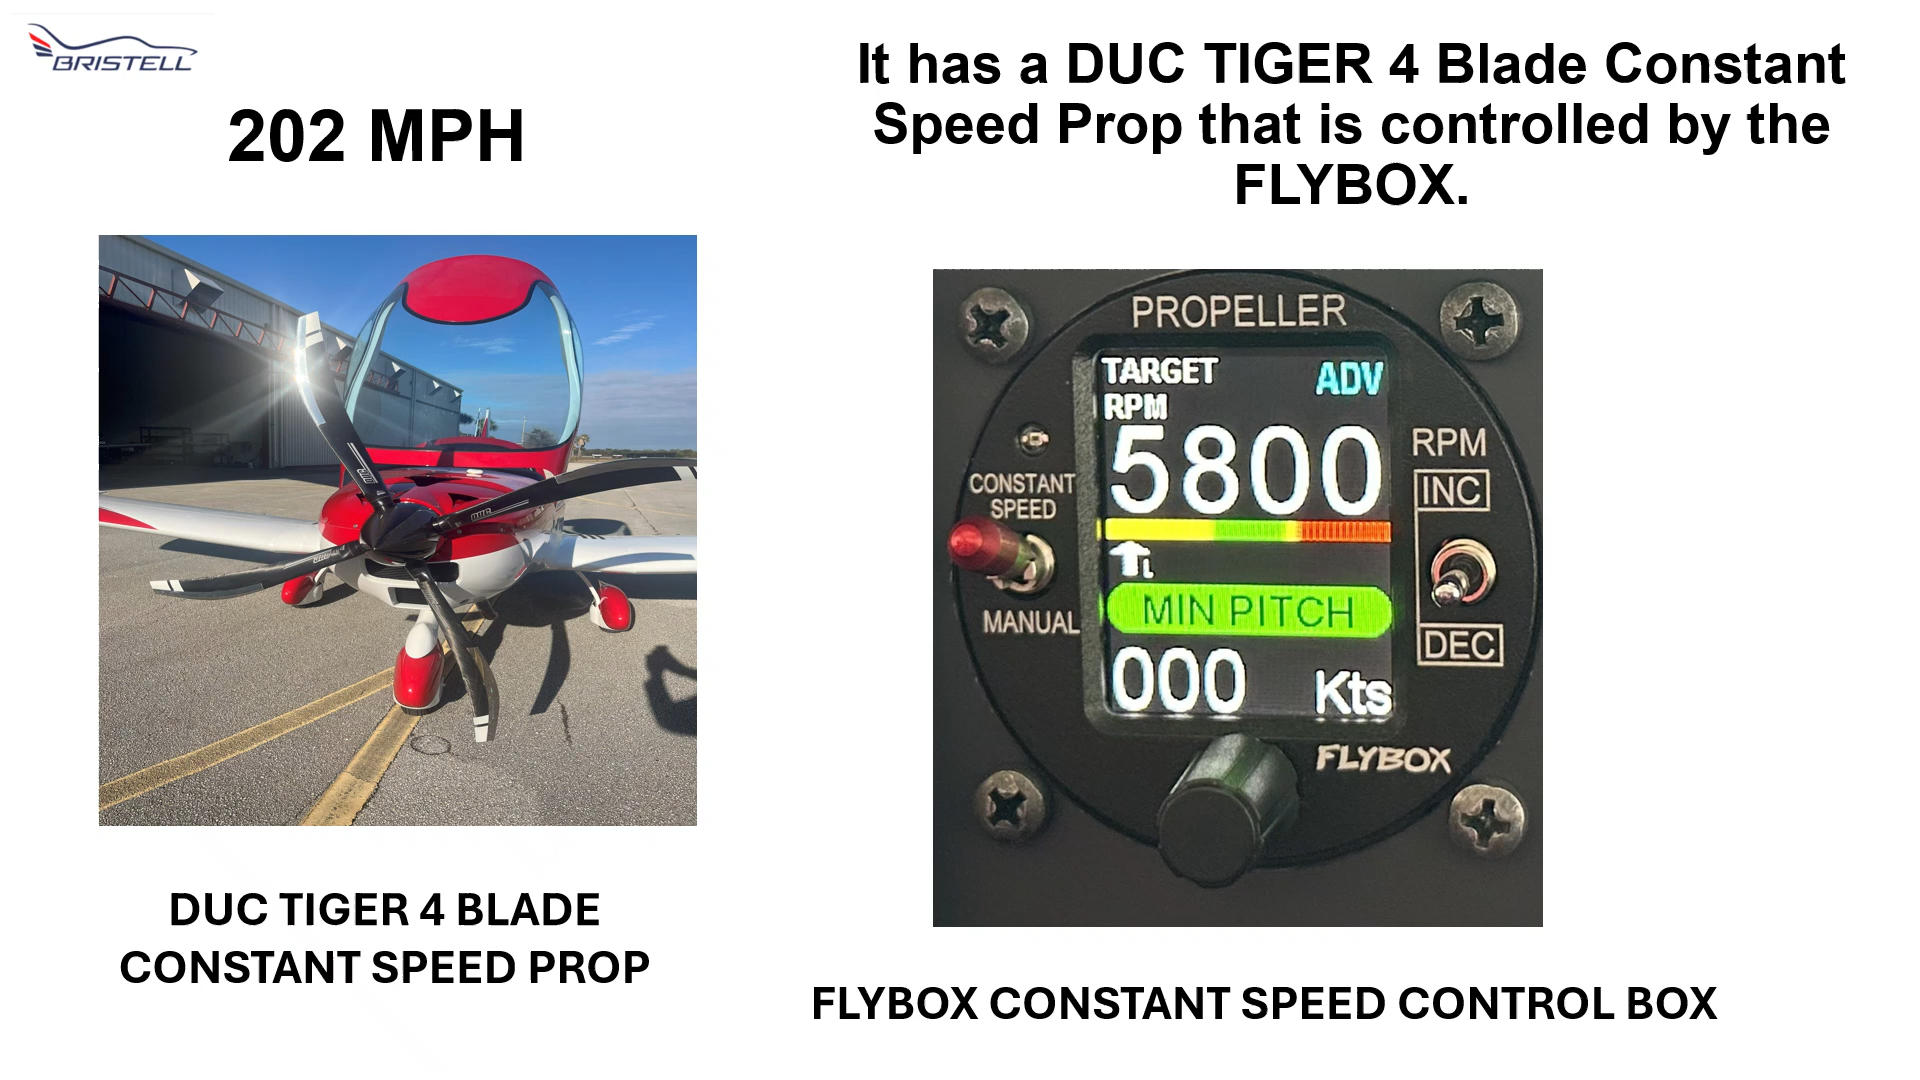 BRISTELL
202 MPH
It has a DUC TIGER 4 Blade Constant
Speed Prop that is controlled by the
FLYBOX.
DUC
PROPELLER
TARGET
RPM
ADV
5800
CONSTANT
SPEED
MANUAL
RPM
INC
DEC
MIN PITCH
000 Kts
FLYBOX
DUC TIGER 4 BLADE
CONSTANT SPEED PROP
FLYBOX CONSTANT SPEED CONTROL BOX